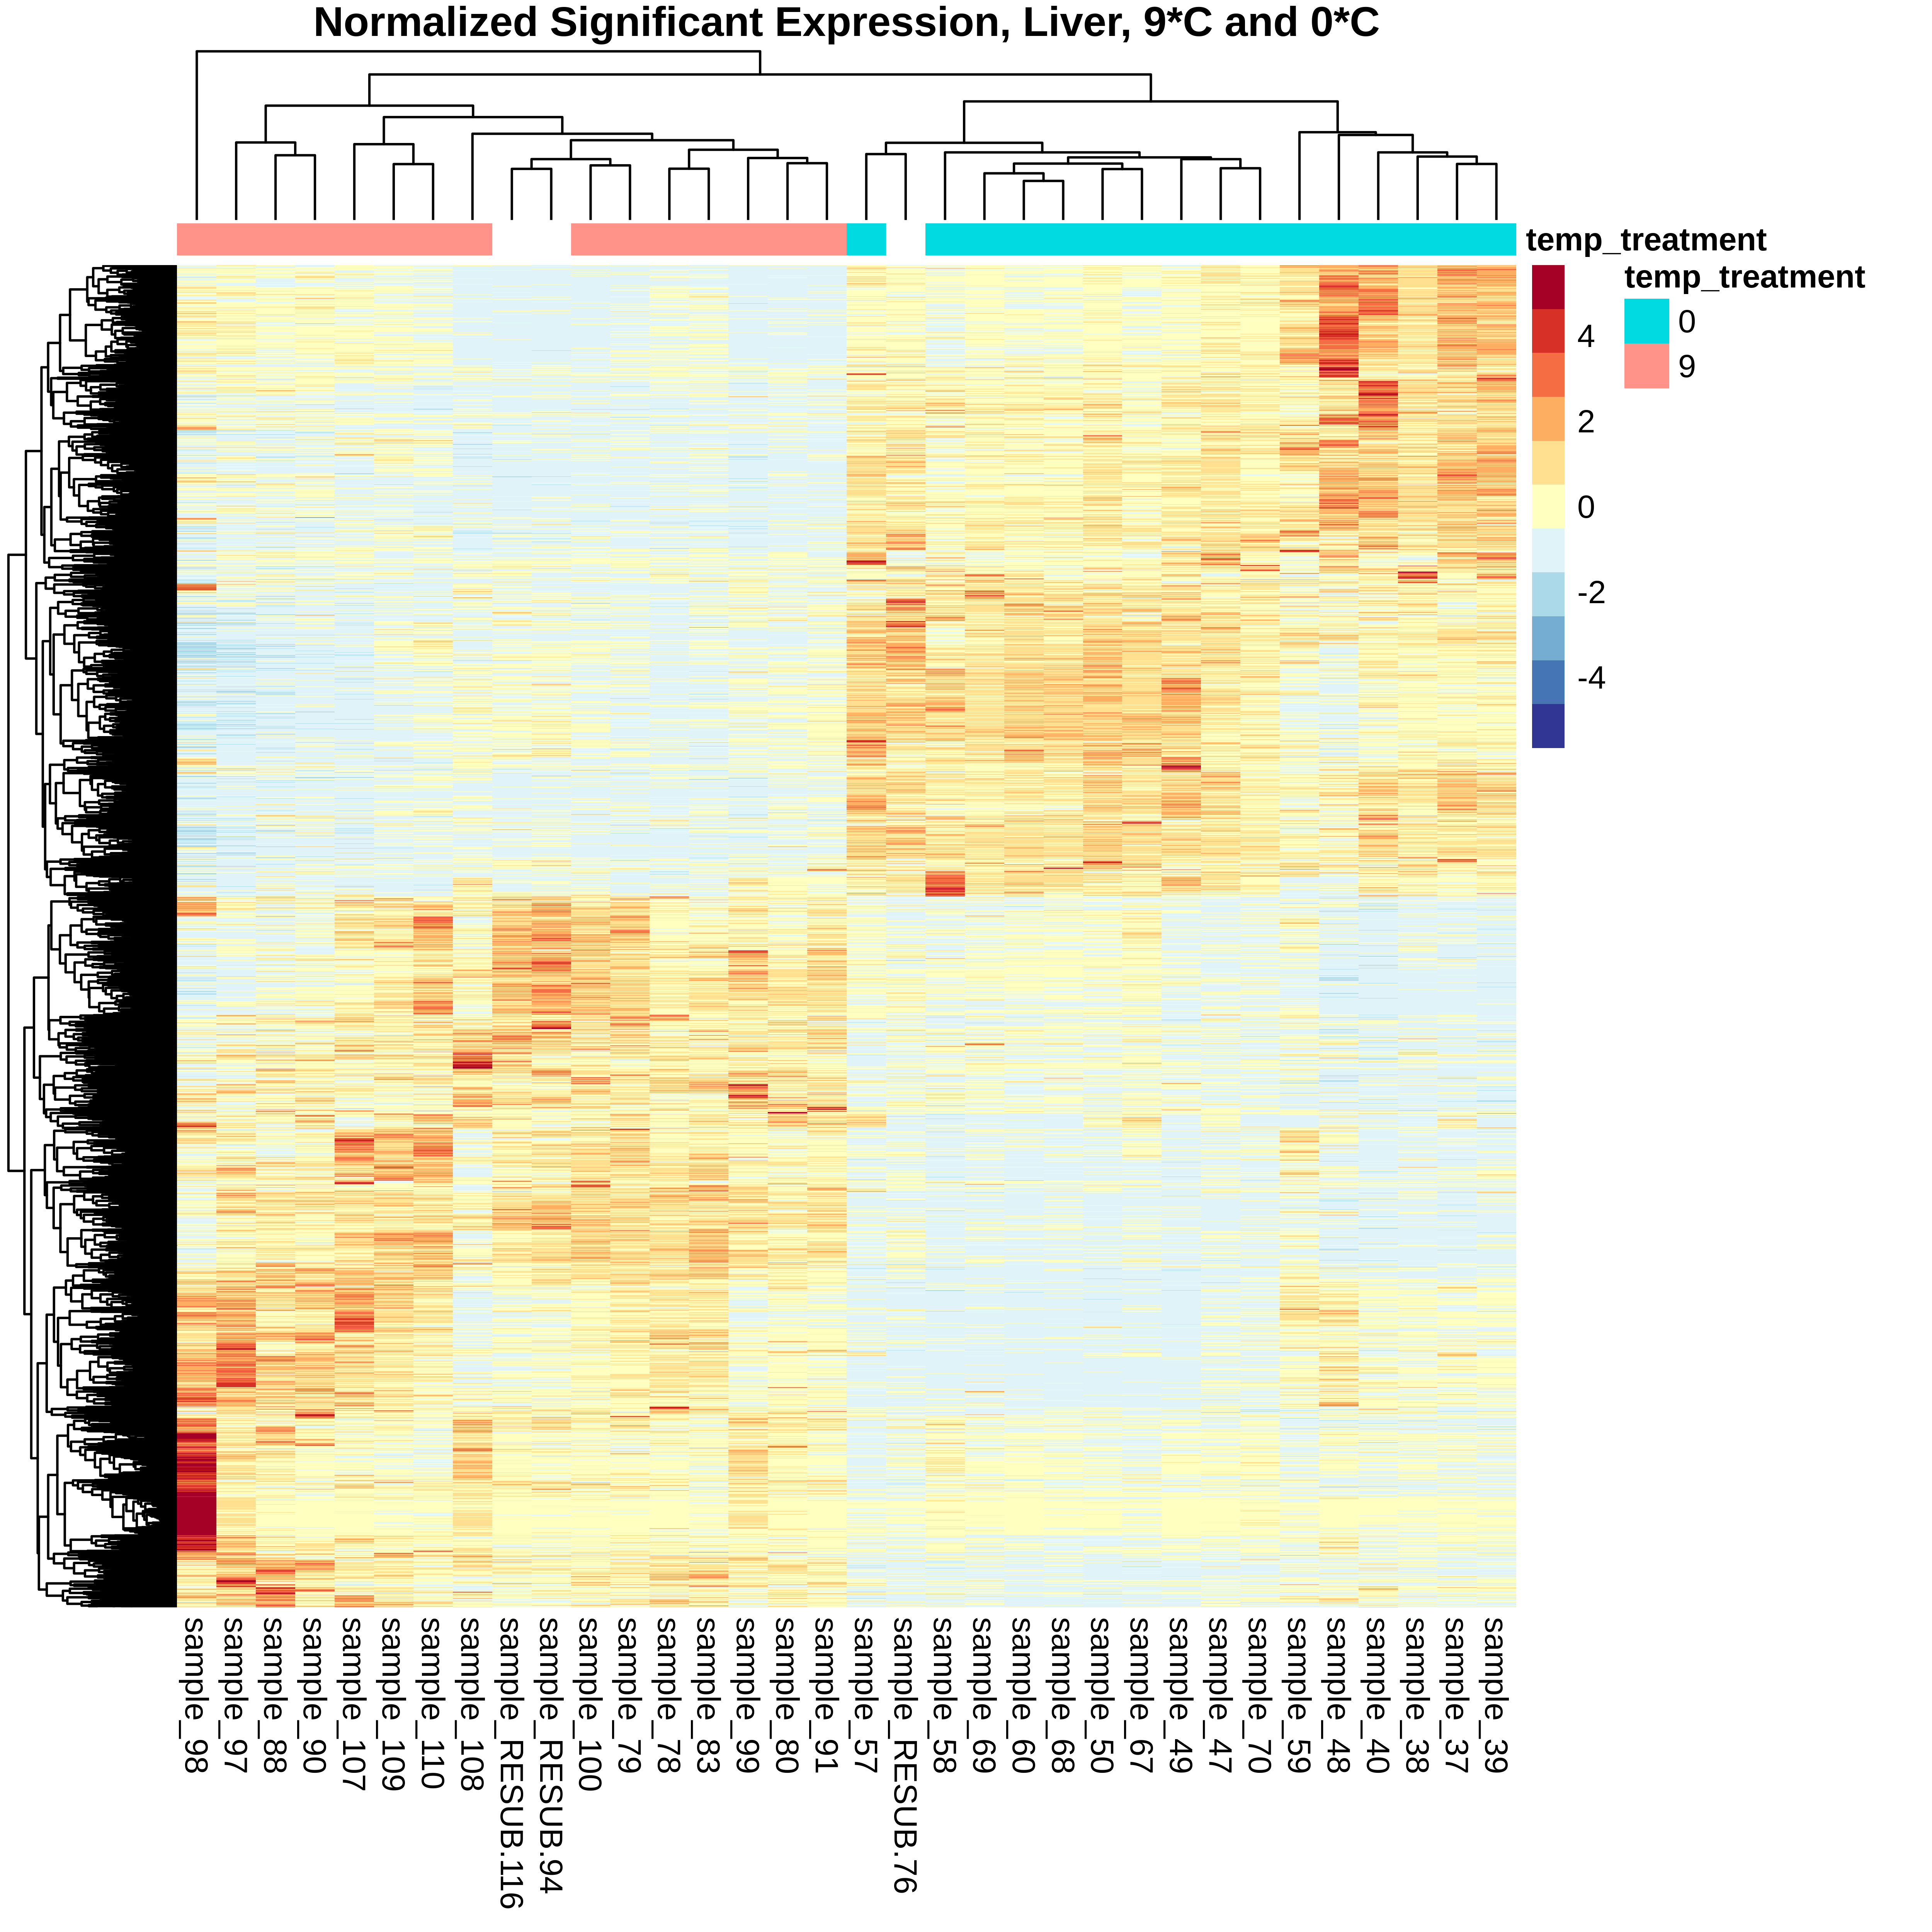 Normalized Significant Expression, Liver, 9*C and 0*C
temp_treatment
temp_treatment
0
9
4
2
0
-2
-4
sample_98
sample_97
sample_88
sample_90
sample_107
sample_109
sample_110
sample_108
sample_RESUB.116
sample_RESUB.94
sample_100
sample_79
sample_78
sample_83
sample_99
sample_80
sample_91
sample_57
sample_RESUB.76
sample_58
sample_69
sample_60
sample_68
sample_50
sample_67
sample_49
sample_47
sample_70
sample_59
sample_48
sample_40
sample_38
sample_37
sample_39